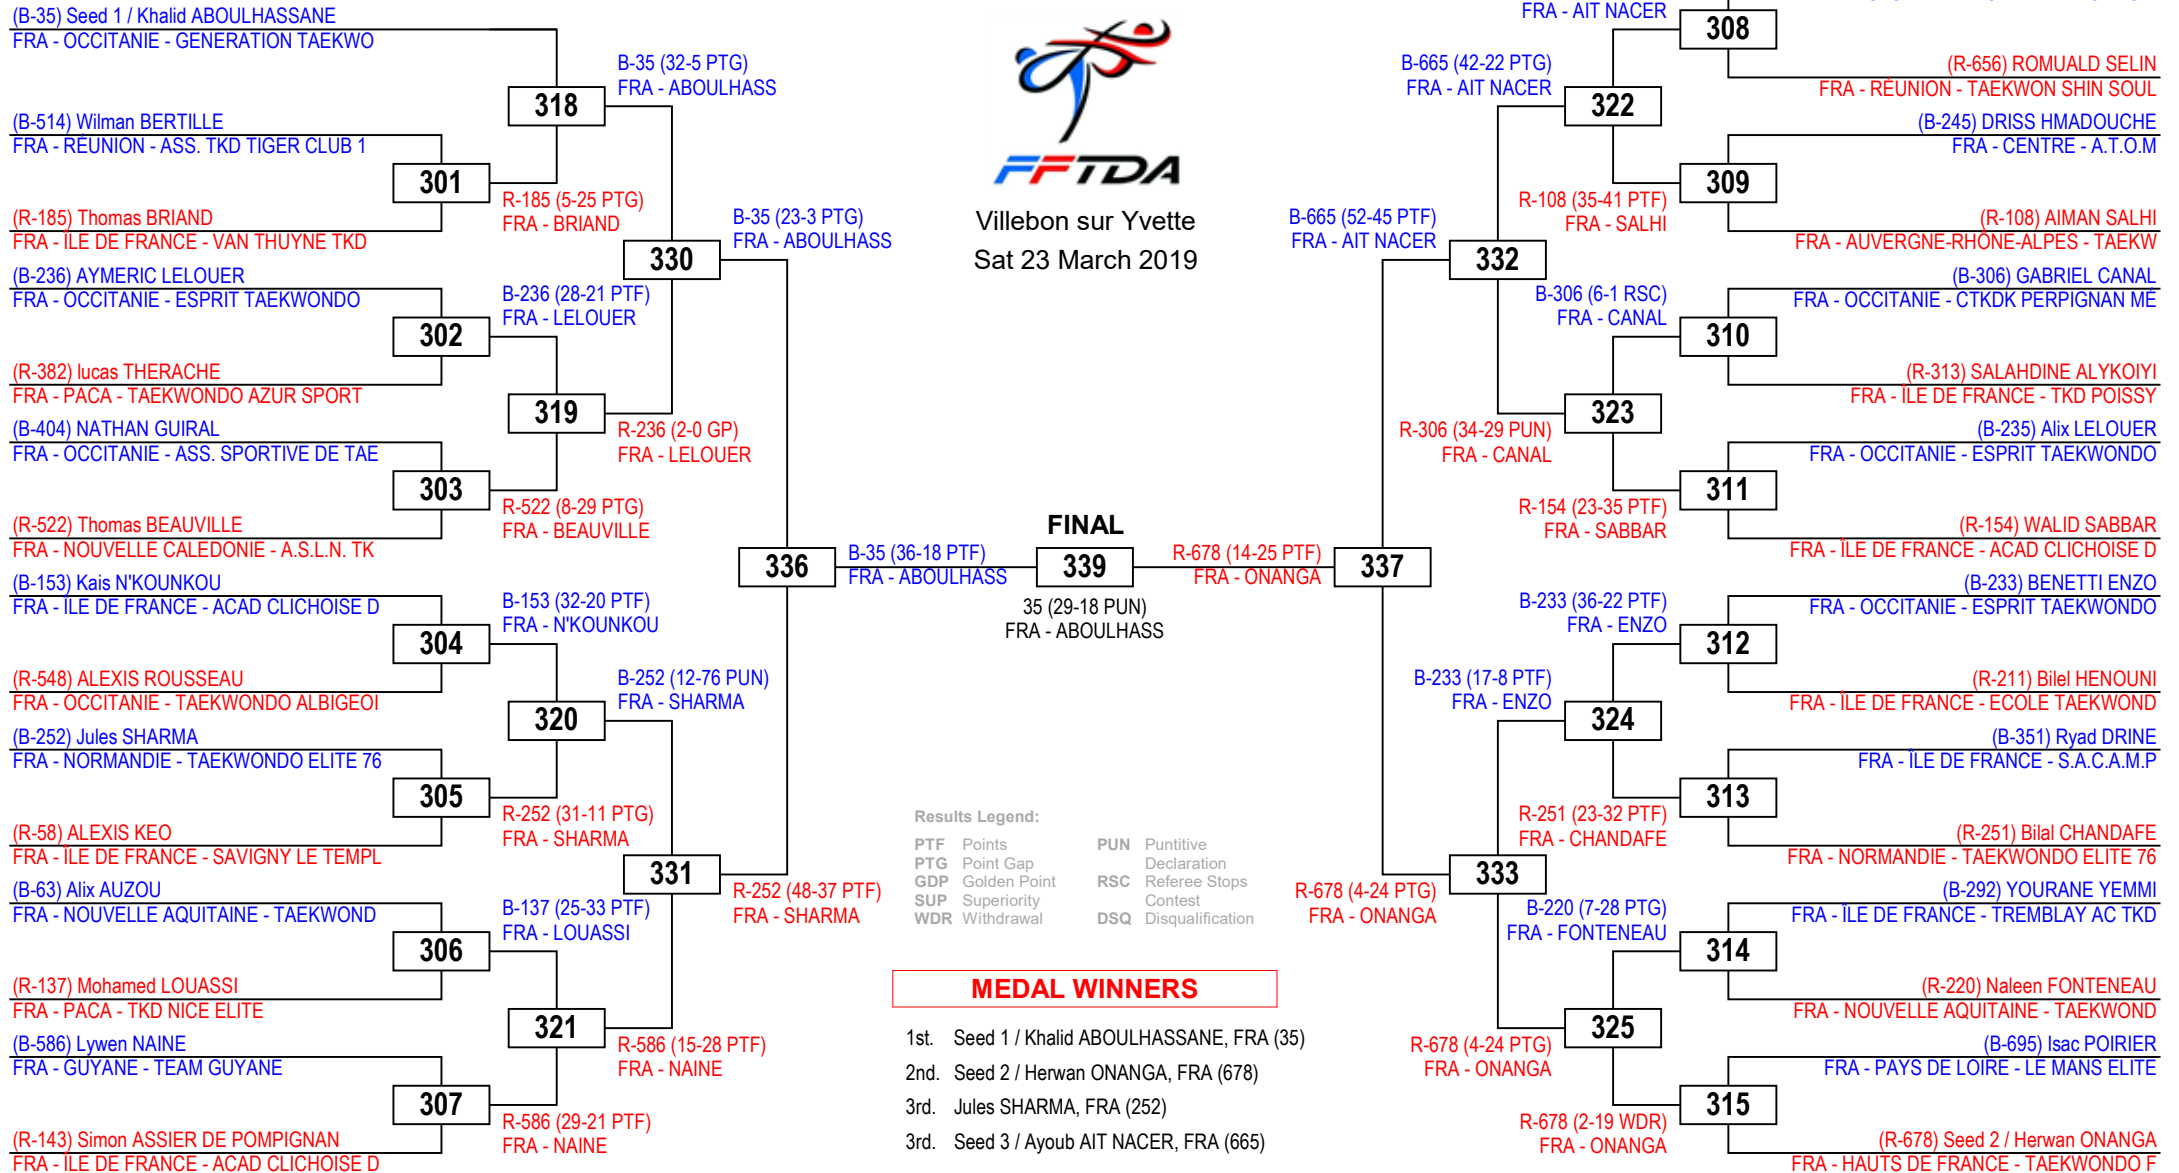 (B-35) Seed 1 / Khalid ABOULHASSANE
FRA - OCCITANIE - GENERATION TAEKWO
(B-514) Wilman BERTILLE
FRA - RÉUNION - ASS. TKD TIGER CLUB 1
(R-185) Thomas BRIAND
FRA - ÎLE DE FRANCE - VAN THUYNE TKD
(B-236) AYMERIC LELOUER
FRA - OCCITANIE - ESPRIT TAEKWONDO
(R-382) lucas THERACHE
FRA - PACA - TAEKWONDO AZUR SPORT
(B-404) NATHAN GUIRAL
FRA - OCCITANIE - ASS. SPORTIVE DE TAE
(R-522) Thomas BEAUVILLE
FRA - NOUVELLE CALEDONIE - A.S.L.N. TK
(B-153) Kais N'KOUNKOU
FRA - ÎLE DE FRANCE - ACAD CLICHOISE D
(R-548) ALEXIS ROUSSEAU
FRA - OCCITANIE - TAEKWONDO ALBIGEOI
(B-252) Jules SHARMA
FRA - NORMANDIE - TAEKWONDO ELITE 76
(R-58) ALEXIS KEO
FRA - ÎLE DE FRANCE - SAVIGNY LE TEMPL
(B-63) Alix AUZOU
FRA - NOUVELLE AQUITAINE - TAEKWOND
(R-137) Mohamed LOUASSI
FRA - PACA - TKD NICE ELITE
(B-586) Lywen NAINE
FRA - GUYANE - TEAM GUYANE
(R-143) Simon ASSIER DE POMPIGNAN
FRA - ÎLE DE FRANCE - ACAD CLICHOISE D
301
302
303
304
305
306
307
R-185 (5-25 PTG)
FRA - BRIAND
B-236 (28-21 PTF)
FRA - LELOUER
R-522 (8-29 PTG)
FRA - BEAUVILLE
B-153 (32-20 PTF)
FRA - N'KOUNKOU
R-252 (31-11 PTG)
FRA - SHARMA
B-137 (25-33 PTF)
FRA - LOUASSI
R-586 (29-21 PTF)
FRA - NAINE
318
319
320
321
B-35 (32-5 PTG)
FRA - ABOULHASS
R-236 (2-0 GP)
FRA - LELOUER
B-252 (12-76 PUN)
FRA - SHARMA
R-586 (15-28 PTF)
FRA - NAINE
330
331
B-35 (23-3 PTG)
FRA - ABOULHASS
R-252 (48-37 PTF)
FRA - SHARMA
336
B-35 (36-18 PTF)
FRA - ABOULHASS
FFTDA
Villebon sur Yvette
Sat 23 March 2019
FINAL
339
35 (29-18 PUN)
FRA - ABOULHASS
Results Legend:
PTF Points
PTG Point Gap
GDP Golden Point
SUP Superiority
WDR Withdrawal
PUN Puntitive
Declaration
RSC Referee Stops
Contest
DSQ Disqualification
MEDAL WINNERS
1st. Seed 1 / Khalid ABOULHASSANE, FRA (35)
2nd. Seed 2 / Herwan ONANGA, FRA (678)
3rd. Jules SHARMA, FRA (252)
3rd. Seed 3 / Ayoub AIT NACER, FRA (665)
R-678 (14-25 PTF)
FRA - ONANGA
337
B-665 (52-45 PTF)
FRA - AIT NACER
R-678 (4-24 PTG)
FRA - ONANGA
332
333
B-665 (42-22 PTG)
FRA - AIT NACER
R-306 (34-29 PUN)
FRA - CANAL
B-233 (17-8 PTF)
FRA - ENZO
R-678 (4-24 PTG)
FRA - ONANGA
322
323
324
325
FRA - AIT NACER
R-108 (35-41 PTF)
FRA - SALHI
B-306 (6-1 RSC)
FRA - CANAL
R-154 (23-35 PTF)
FRA - SABBAR
B-233 (36-22 PTF)
FRA - ENZO
R-251 (23-32 PTF)
FRA - CHANDAFE
B-220 (7-28 PTG)
FRA - FONTENEAU
R-678 (2-19 WDR)
FRA - ONANGA
308
309
310
311
312
313
314
315
(R-656) ROMUALD SELIN
FRA - RÉUNION - TAEKWON SHIN SOUL
(B-245) DRISS HMADOUCHE
FRA - CENTRE - A.T.O.M
(R-108) AIMAN SALHI
FRA - AUVERGNE-RHÔNE-ALPES - TAEKW
(B-306) GABRIEL CANAL
FRA - OCCITANIE - CTKDK PERPIGNAN MÉ
(R-313) SALAHDINE ALYKOIYI
FRA - ÎLE DE FRANCE - TKD POISSY
(B-235) Alix LELOUER
FRA - OCCITANIE - ESPRIT TAEKWONDO
(R-154) WALID SABBAR
FRA - ÎLE DE FRANCE - ACAD CLICHOISE D
(B-233) BENETTI ENZO
FRA - OCCITANIE - ESPRIT TAEKWONDO
(R-211) Bilel HENOUNI
FRA - ÎLE DE FRANCE - ECOLE TAEKWOND
(B-351) Ryad DRINE
FRA - ÎLE DE FRANCE - S.A.C.A.M.P
(R-251) Bilal CHANDAFE
FRA - NORMANDIE - TAEKWONDO ELITE 76
(B-292) YOURANE YEMMI
FRA - ÎLE DE FRANCE - TREMBLAY AC TKD
(R-220) Naleen FONTENEAU
FRA - NOUVELLE AQUITAINE - TAEKWOND
(B-695) Isac POIRIER
FRA - PAYS DE LOIRE - LE MANS ELITE
(R-678) Seed 2 / Herwan ONANGA
FRA - HAUTS DE FRANCE - TAEKWONDO F